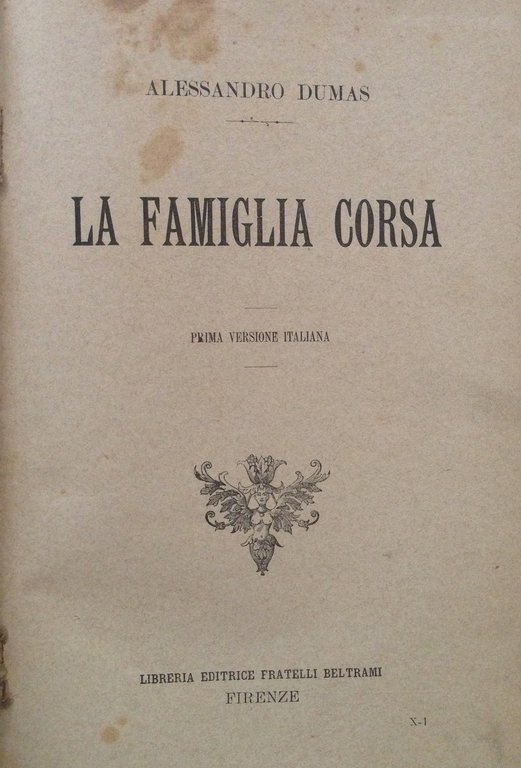 ALESSANDRO DUMAS
LA FAMIGLIA CORSA
PRIMA VERSIONE ITALIANA
LIBRERIA EDITRICE FRATELLI BELTRAMI
FIRENZE
X-1